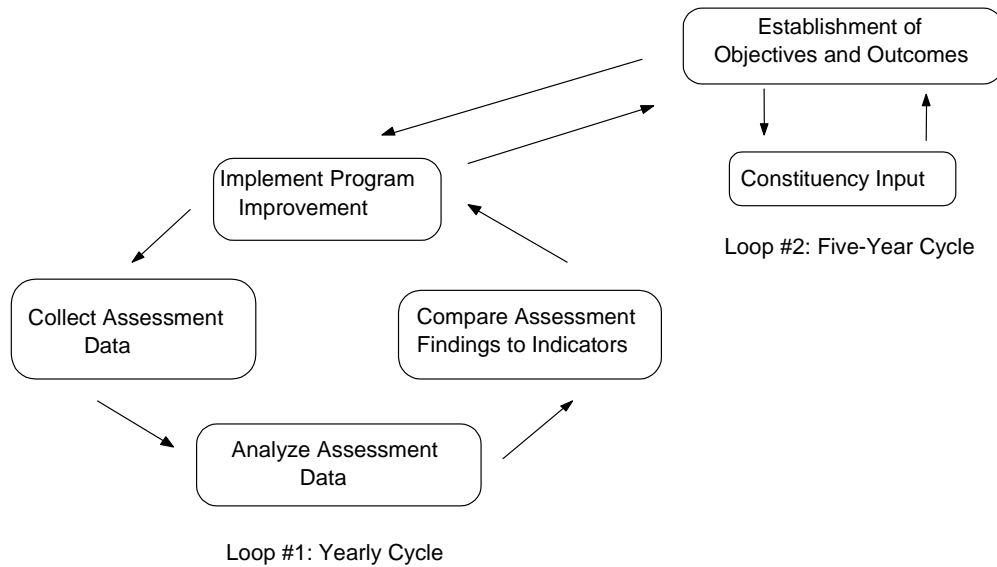 Establishment of
Objectives and Outcomes
Implement Program
Improvement
Constituency Input
Loop #2: Five-Year Cycle
Collect Assessment
Data
Compare Assessment
Findings to Indicators
Analyze Assessment
Data
Loop #1: Yearly Cycle